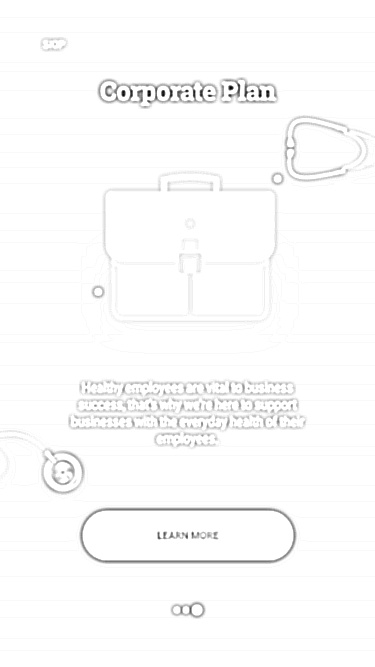 SKIP
Corporate Plan
Healthy employees are vital to business
success, that's why we're here to support
businesses with the everyday health of their
employees.
LEARN MORE